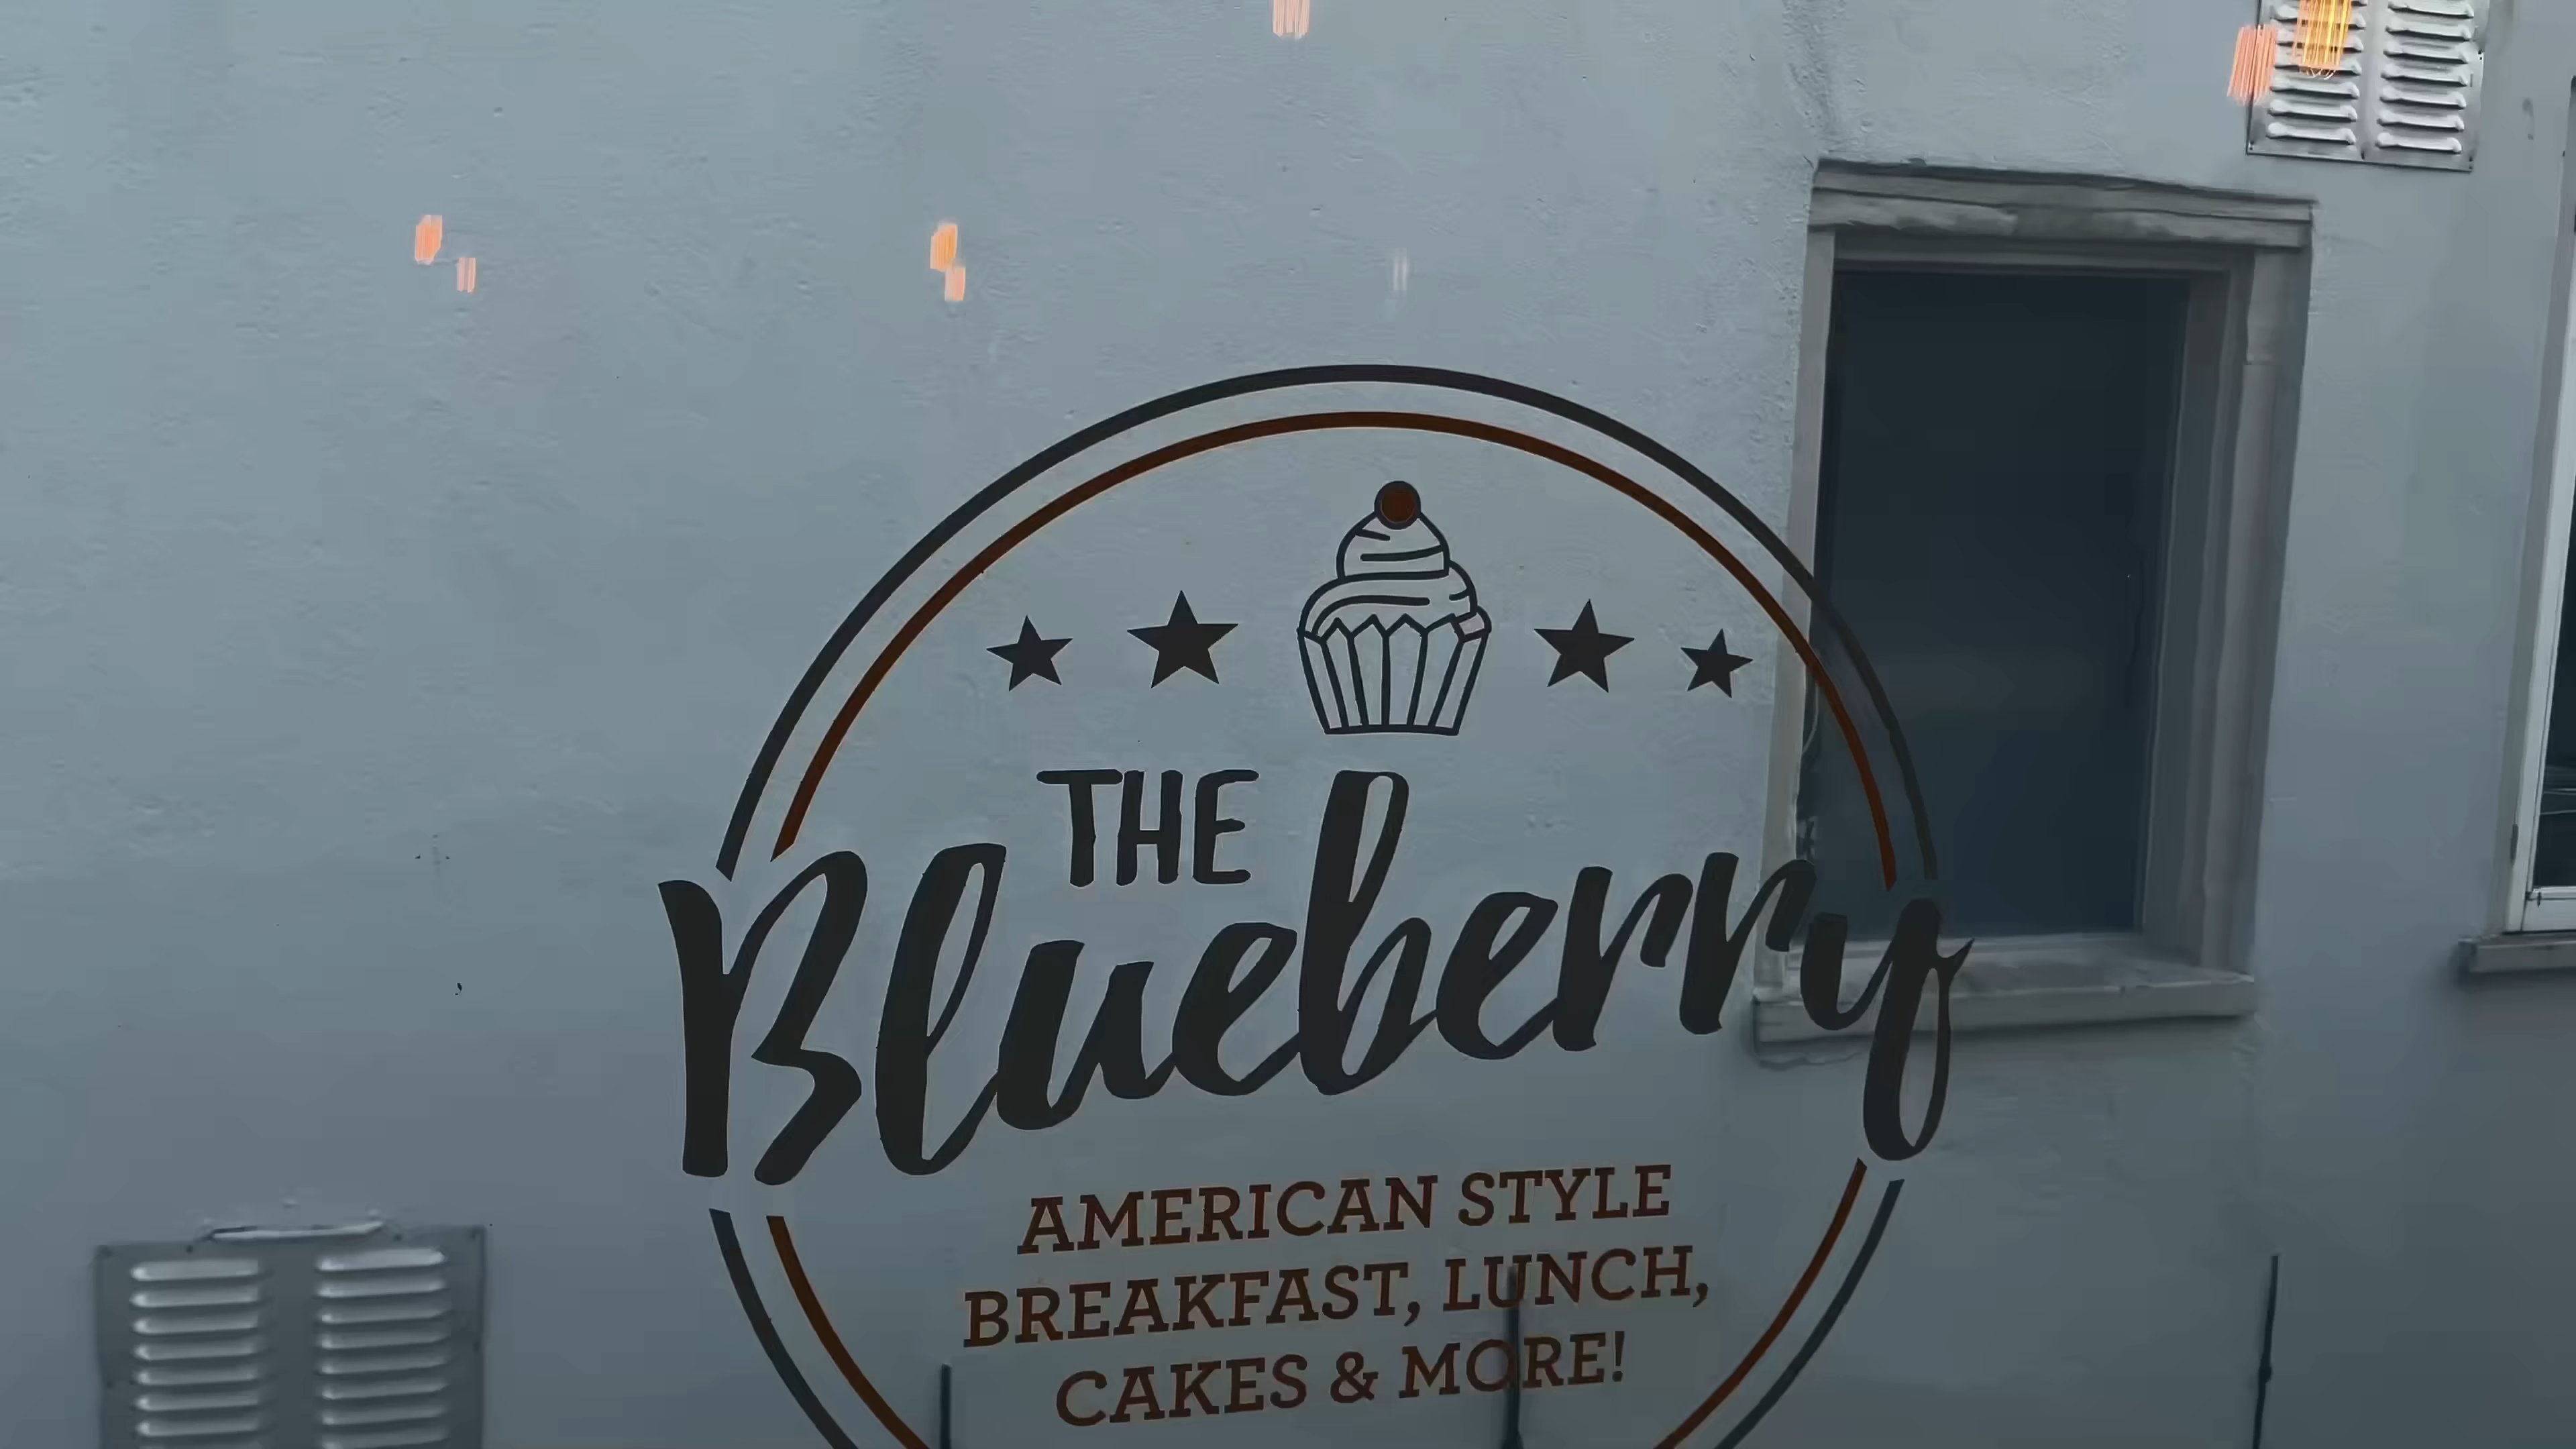 THE
Blueberry
AMERICAN STYLE
BREAKFAST, LUNCH,
CAKES & MORE!